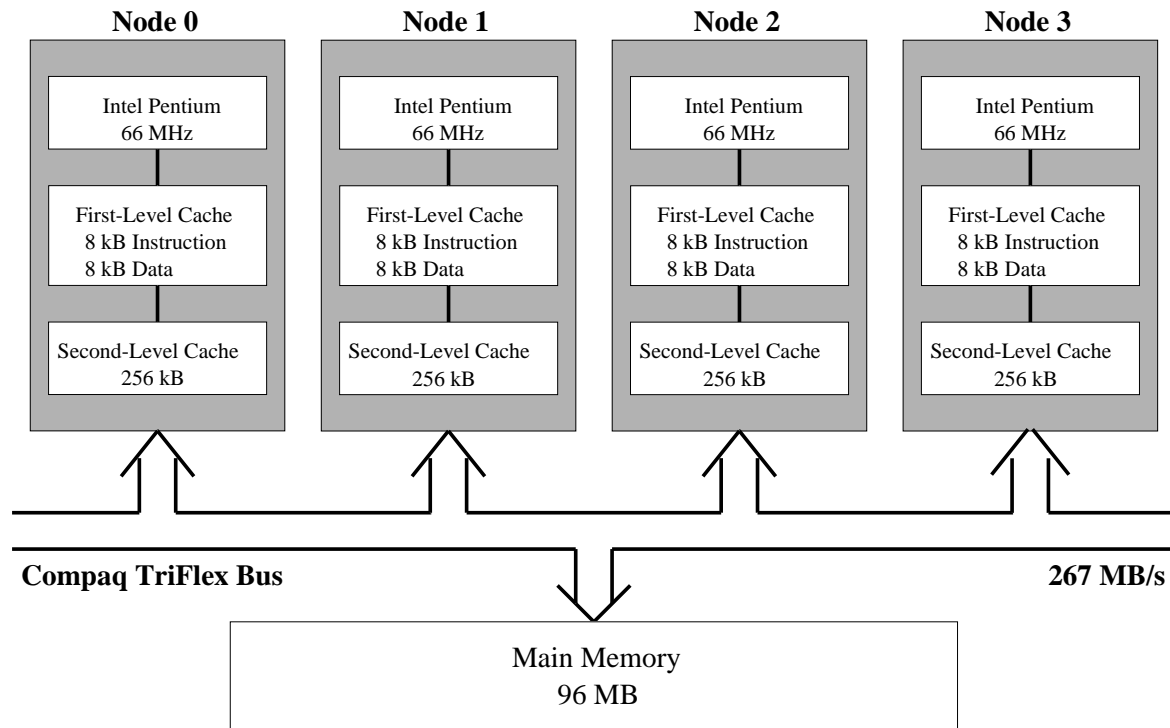 Node 0
Node 1
Node 2
Node 3
Intel Pentium
66 MHz
Intel Pentium
66 MHz
Intel Pentium
66 MHz
Intel Pentium
66 MHz
First-Level Cache
8 kB Instruction
8 kB Data
First-Level Cache
8 kB Instruction
8 kB Data
First-Level Cache
8 kB Instruction
8 kB Data
First-Level Cache
8 kB Instruction
8 kB Data
Second-Level Cache
256 kB
Second-Level Cache
256 kB
Second-Level Cache
256 kB
Second-Level Cache
256 kB
Compaq TriFlex Bus
267 MB/s
Main Memory
96 MB